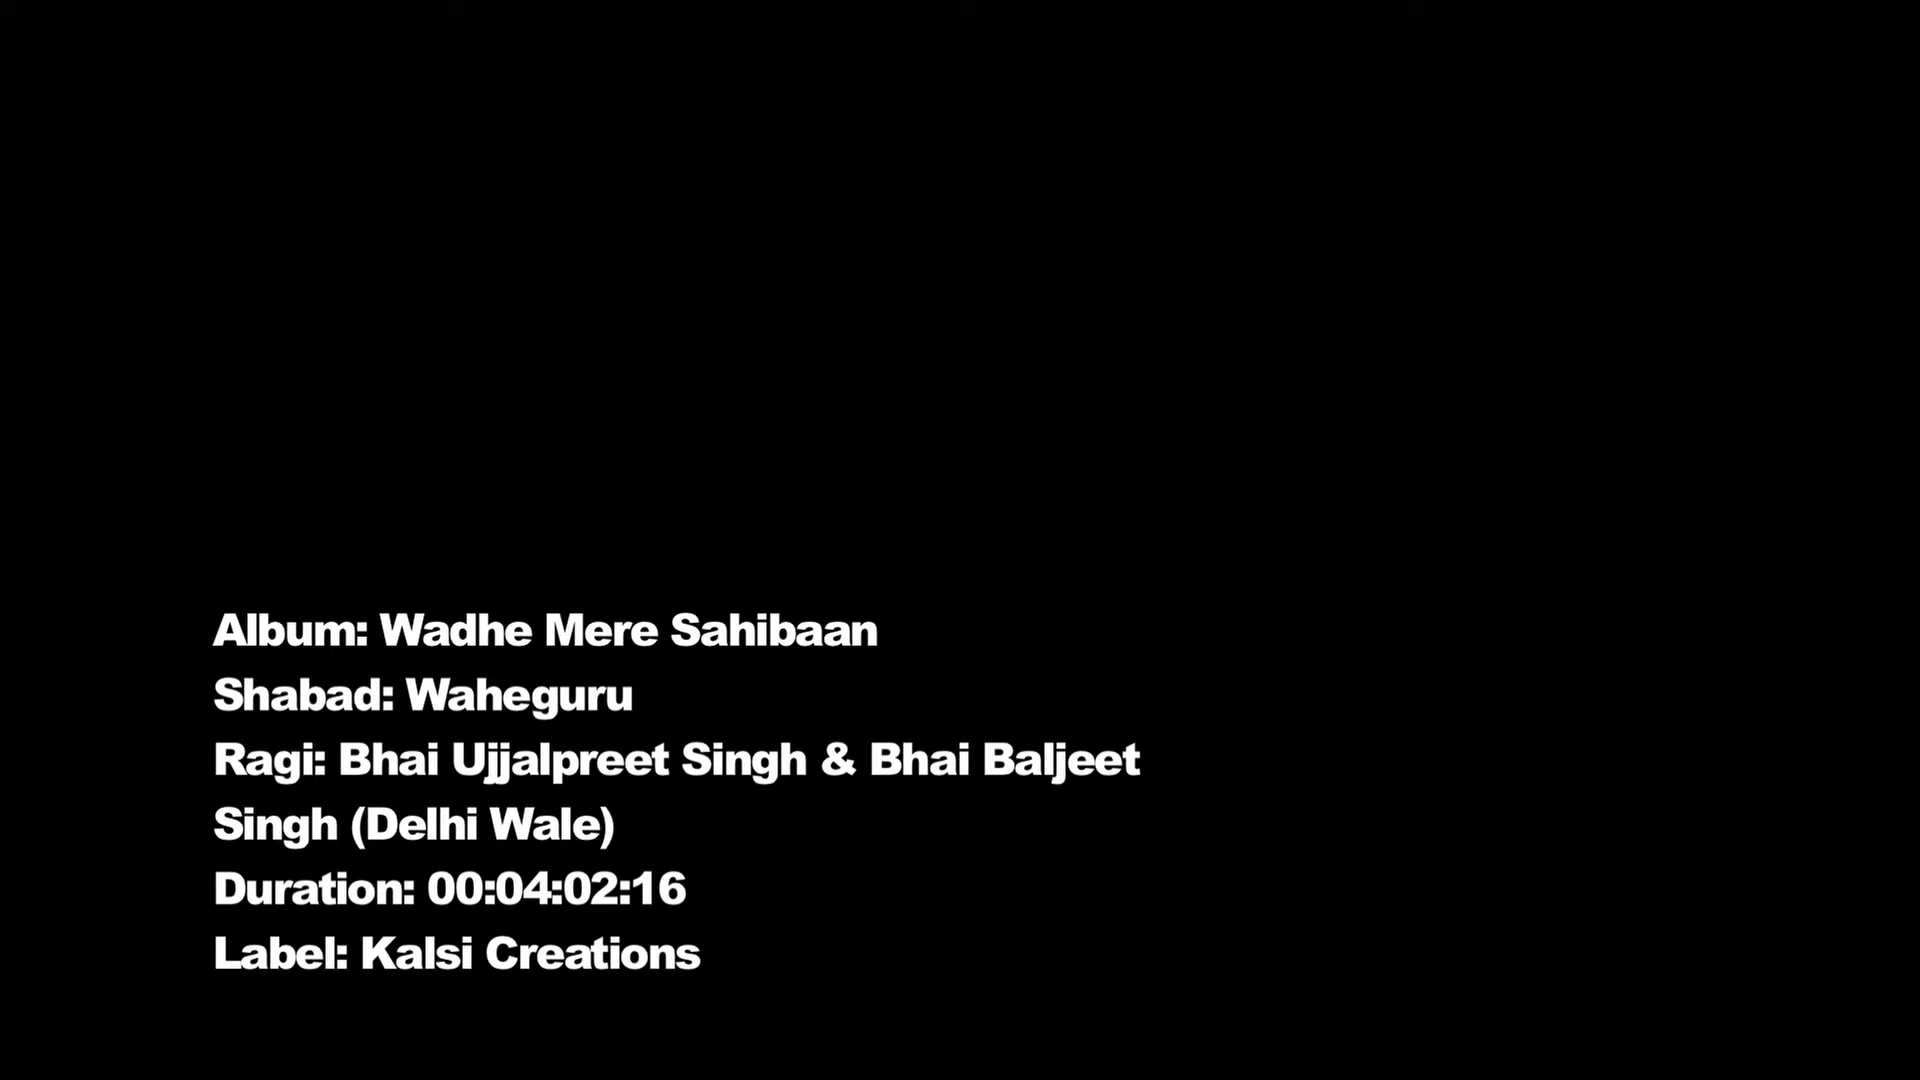 Album: Wadhe Mere Sahibaan
Shabad: Waheguru
Ragi: Bhai Ujjalpreet Singh & Bhai Baljeet
Singh (Delhi Wale)
Duration: 00:04:02:16
Label: Kalsi Creations